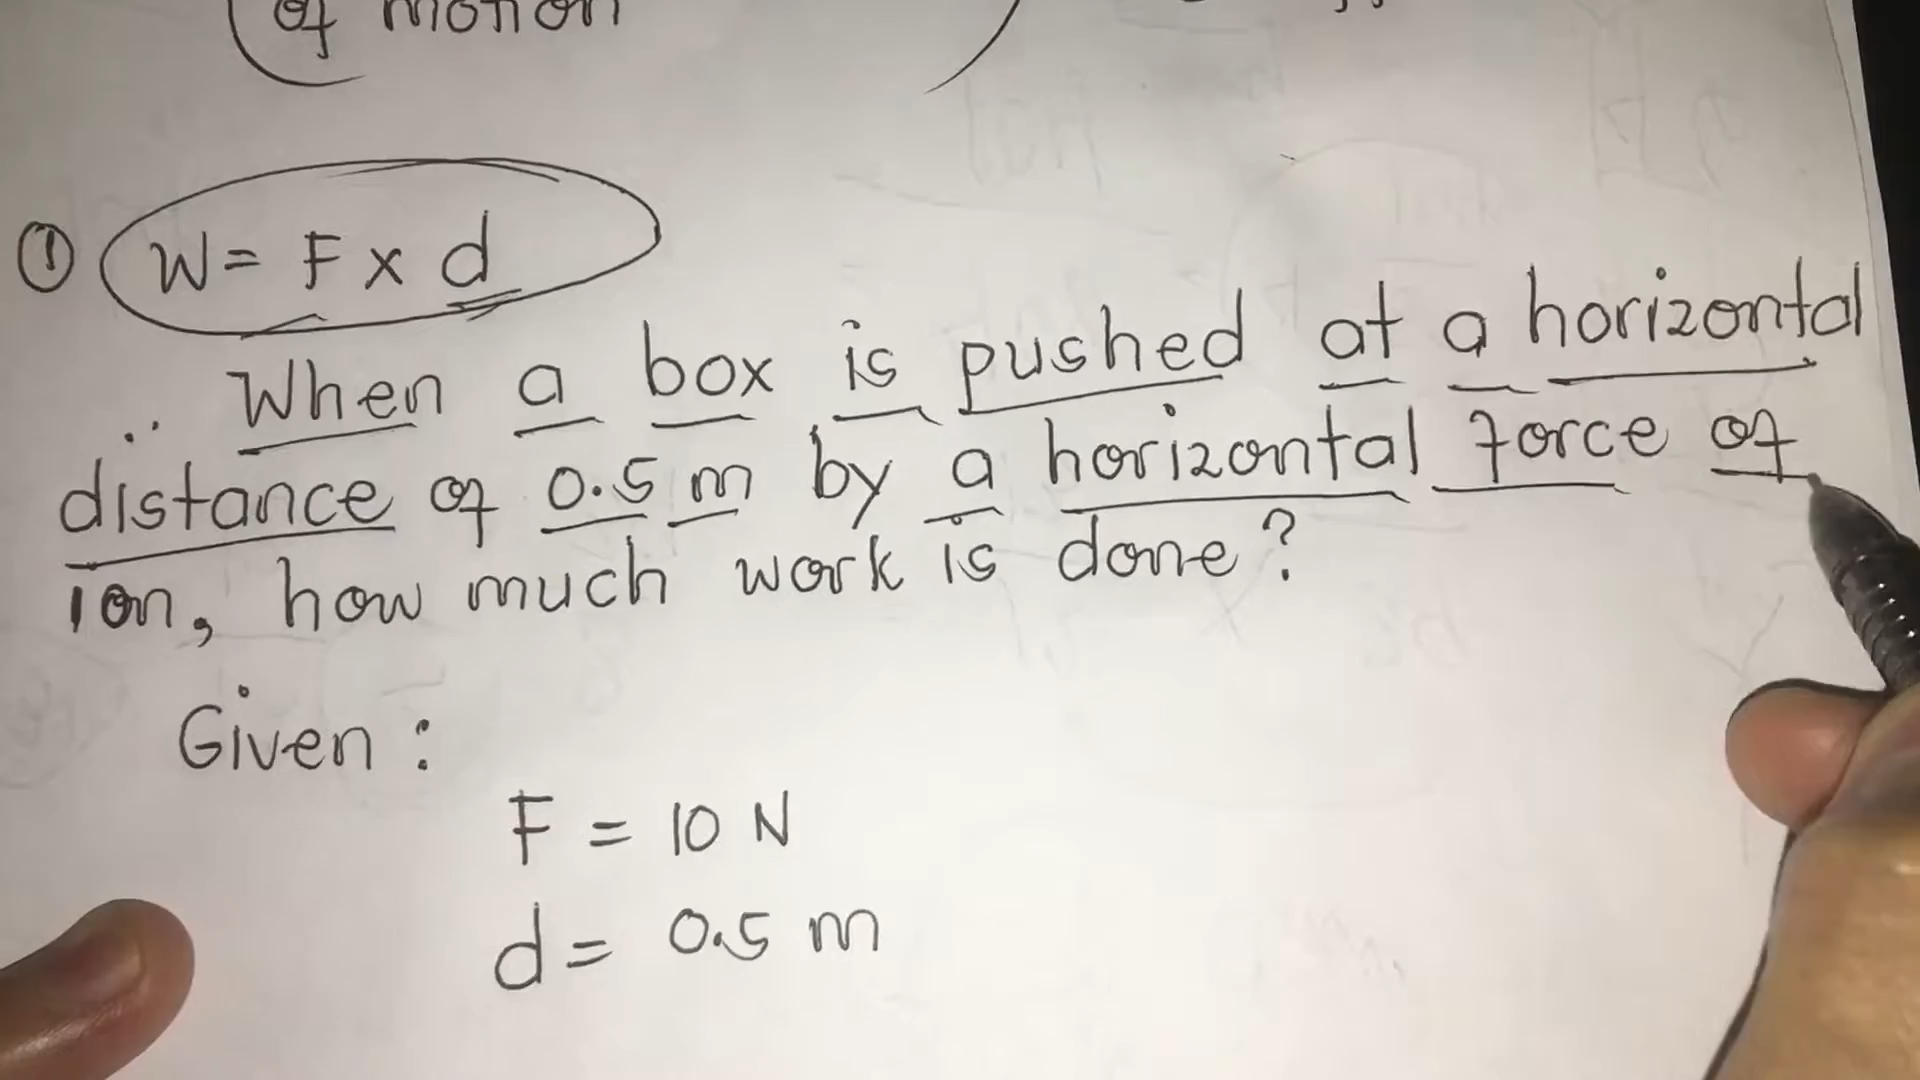 of motion
① W = F x d
When a box is pushed at a horizontal
distance of 0.5 m by a horizontal force of
10n, how much work is done?
Given :
F = 10 N
d = 0.5 m